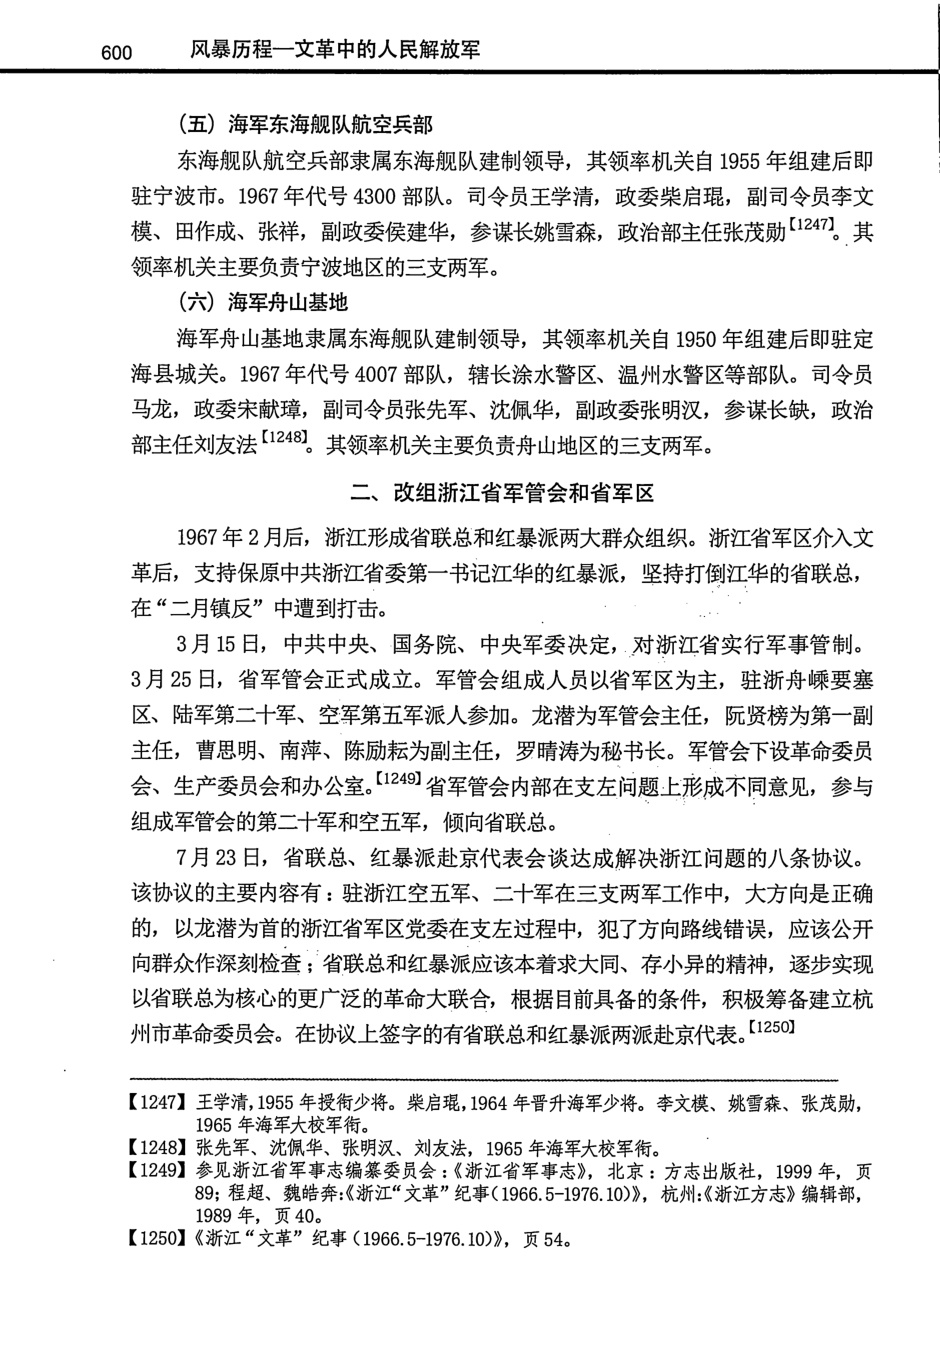 600 风暴历程—文革中的人民解放军
（五）海军东海舰队航空兵部
东海舰队航空兵部隶属东海舰队建制领导，其领率机关自1955年组建后即
驻宁波市。1967年代号4300部队。司令员王学清，政委柴启琨，副司令员李文
模、田作成、张祥，副政委侯建华，参谋长姚雪森，政治部主任张茂勋【1247】。其
领率机关主要负责宁波地区的三支两军。
（六）海军舟山基地
海军舟山基地隶属东海舰队建制领导，其领率机关自1950年组建后即驻定
海县城关。1967年代号4007部队，辖长涂水警区、温州水警区等部队。司令员
马龙，政委宋献璋，副司令员张先军、沈佩华，副政委张明汉，参谋长缺，政治
部主任刘友法【1248】。其领率机关主要负责舟山地区的三支两军。
二、改组浙江省军管会和省军区
1967年2月后，浙江形成省联总和红暴派两大群众组织。浙江省军区介入文
革后，支持保原中共浙江省委第一书记江华的红暴派，坚持打倒江华的省联总，
在“二月镇反”中遭到打击。
3月15日，中共中央、国务院、中央军委决定，对浙江省实行军事管制。
3月25日，省军管会正式成立。军管会组成人员以省军区为主，驻浙舟嵊要塞
区、陆军第二十军、空军第五军派人参加。龙潜为军管会主任，阮贤榜为第一副
主任，曹思明、南萍、陈励耘为副主任，罗晴涛为秘书长。军管会下设革命委员
会、生产委员会和办公室。【1249】省军管会内部在支左问题上形成不同意见，参与
组成军管会的第二十军和空五军，倾向省联总。
7月23日，省联总、红暴派赴京代表会谈达成解决浙江问题的八条协议。
该协议的主要内容有：驻浙江空五军、二十军在三支两军工作中，大方向是正确
的，以龙潜为首的浙江省军区党委在支左过程中，犯了方向路线错误，应该公开
向群众作深刻检查；省联总和红暴派应该本着求大同、存小异的精神，逐步实现
以省联总为核心的更广泛的革命大联合，根据目前具备的条件，积极筹备建立杭
州市革命委员会。在协议上签字的有省联总和红暴派两派赴京代表。【1250】
【1247】王学清，1955年授衔少将。柴启琨，1964年晋升海军少将。李文模、姚雪森、张茂勋，
1965年海军大校军衔。
【1248】张先军、沈佩华、张明汉、刘友法，1965年海军大校军衔。
【1249】参见浙江省军事志编纂委员会：《浙江省军事志》，北京：方志出版社，1999年，页
89；程超、魏皓奔：《浙江“文革”纪事(1966.5-1976.10)》，杭州：《浙江方志》编辑部，
1989年，页40。
【1250】《浙江“文革”纪事（1966.5-1976.10）》，页54。